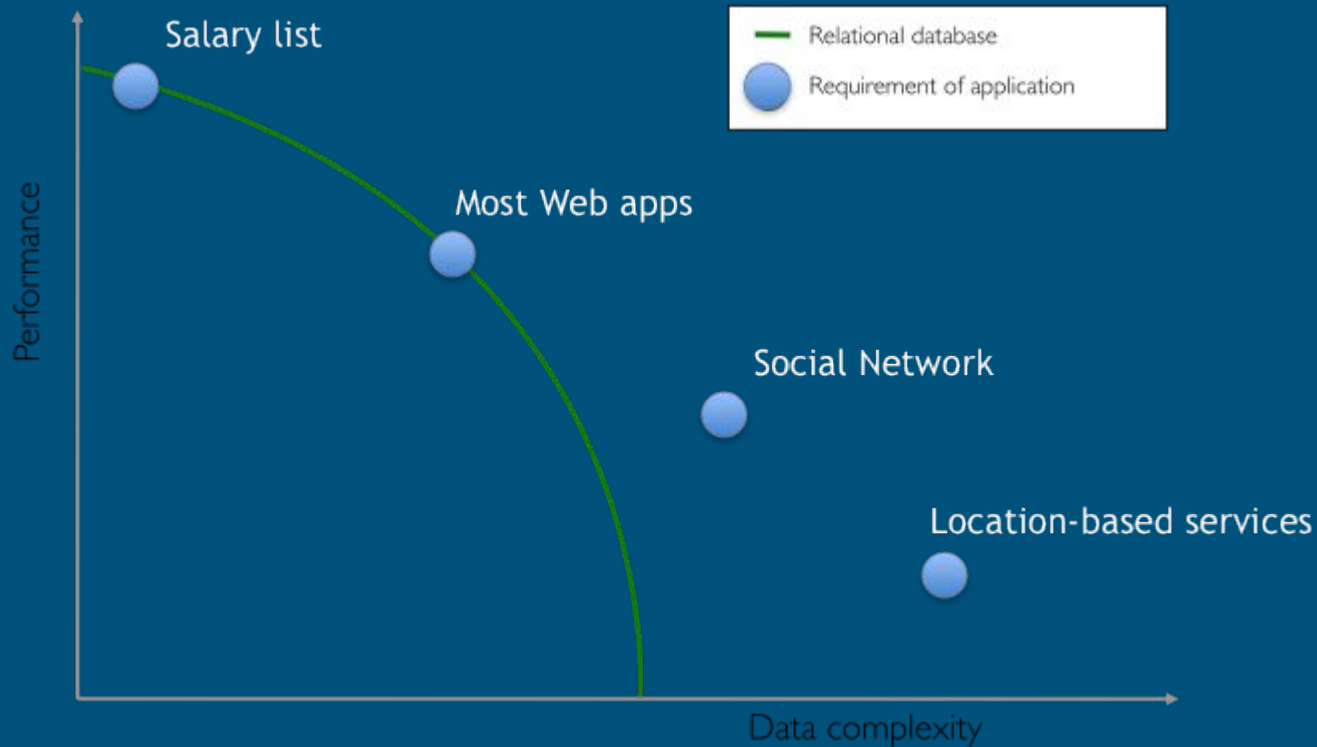 Salary list
Relational database
Requirement of application
Most Web apps
Performance
Social Network
Location-based services
Data complexity